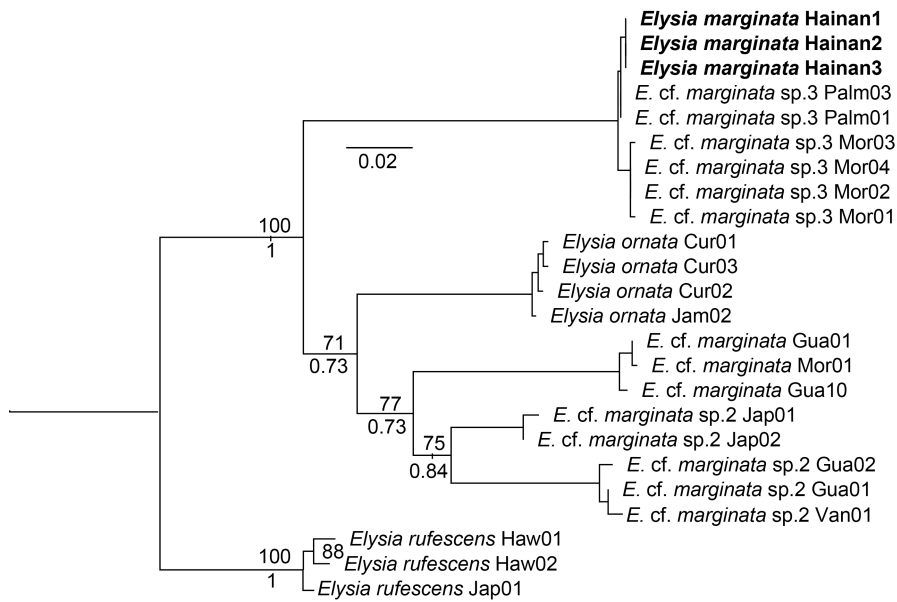 Elysia marginata Hainan1
Elysia marginata Hainan2
Elysia marginata Hainan3
E. cf. marginata sp.3 Palm03
E. cf. marginata sp.3 Palm01
E. cf. marginata sp.3 Mor03
0.02
E. cf. marginata sp.3 Mor04
E. cf. marginata sp.3 Mor02
E. cf. marginata sp.3 Mor01
100
1
Elysia ornata Cur01
Elysia ornata Cur03
Elysia ornata Cur02
Elysia ornata Jam02
71
0.73
E. cf. marginata Gua01
E. cf. marginata Mor01
E. cf. marginata Gua10
77
0.73
E. cf. marginata sp.2 Jap01
E. cf. marginata sp.2 Jap02
75
0.84
E. cf. marginata sp.2 Gua02
E. cf. marginata sp.2 Gua01
E. cf. marginata sp.2 Van01
Elysia rufescens Haw01
88
Elysia rufescens Haw02
100
1
Elysia rufescens Jap01